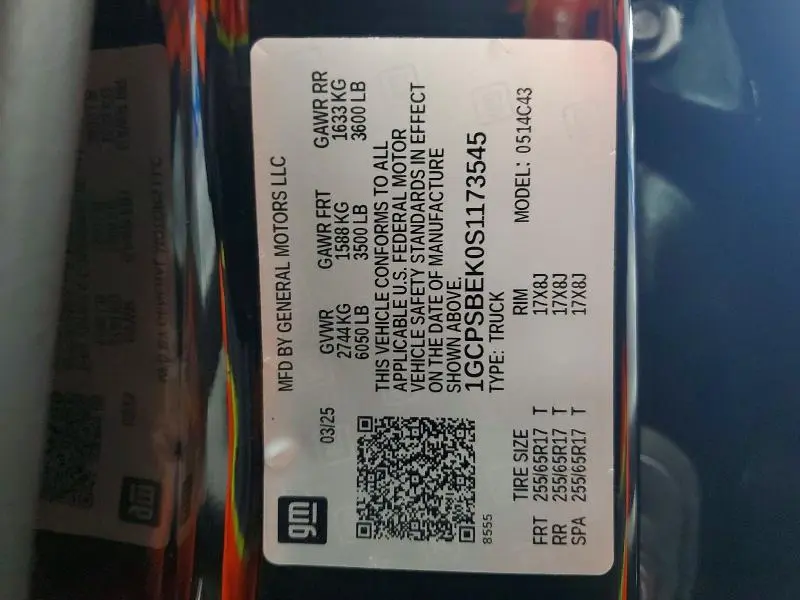 gm
03/25
MFD BY GENERAL MOTORS LLC
GVWR GAWR FRT GAWR RR
2744 KG 1588 KG 1633 KG
6050 LB 3500 LB 3600 LB
THIS VEHICLE CONFORMS TO ALL
APPLICABLE U.S. FEDERAL MOTOR
VEHICLE SAFETY STANDARDS IN EFFECT
ON THE DATE OF MANUFACTURE
SHOWN ABOVE.
1GCPSBEK0S1173545
8555
TYPE: TRUCK
MODEL: 0514C43
TIRE SIZE RIM
FRT 255/65R17 T 17X8J
RR 255/65R17 T 17X8J
SPA 255/65R17 T 17X8J